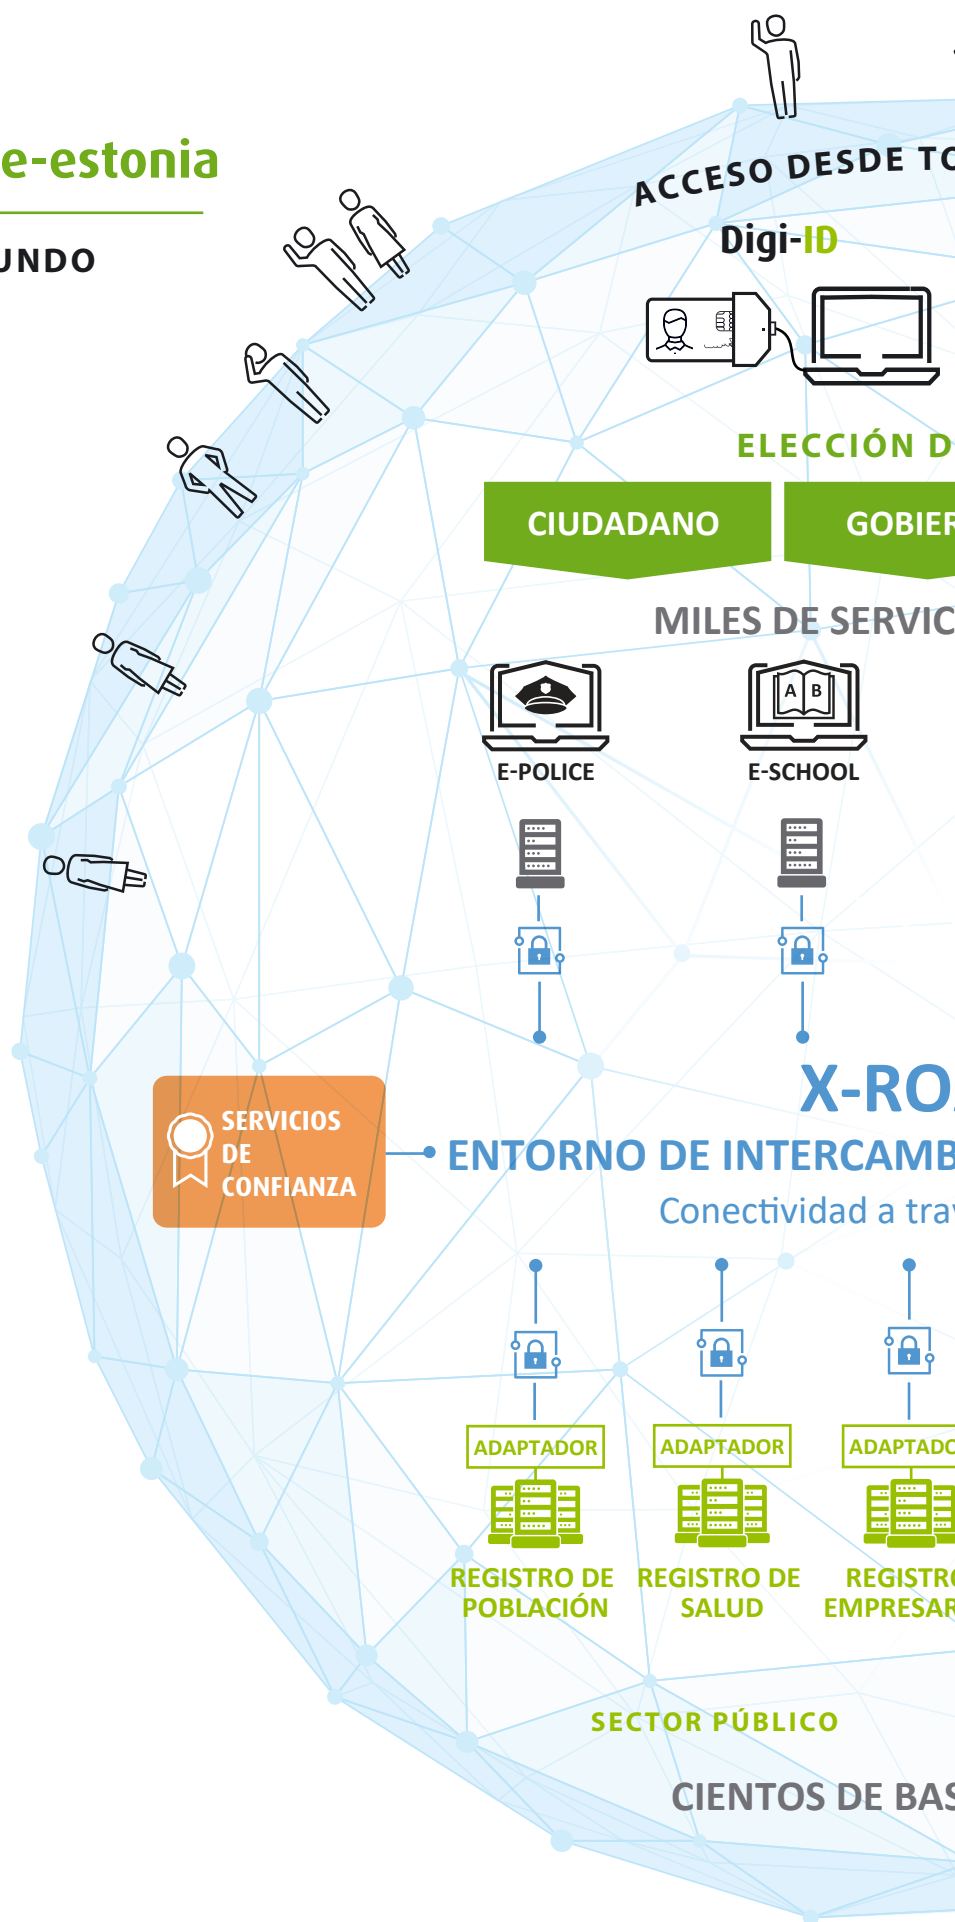 e-estonia
UNDO
ACCESO DESDE TO
Digi-ID
ELECCIÓN D
CIUDADANO
GOBIER
MILES DE SERVIC
A B
E-POLICE
E-SCHOOL
X-ROA
ENTORNO DE INTERCAMB
Conectividad a trav
SERVICIOS
DE
CONFIANZA
ADAPTADOR
ADAPTADOR
ADAPTADO
REGISTRO DE
POBLACIÓN
REGISTRO DE
SALUD
REGISTRO
EMPRESAR
SECTOR PÚBLICO
CIENTOS DE BAS